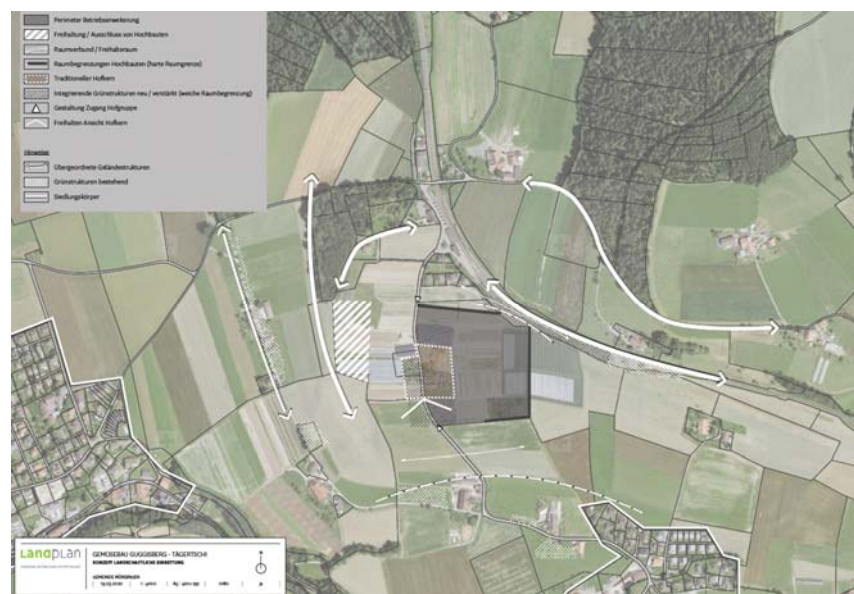 Perimeter Betriebserweiterung
Freihaltung / Ausschluss von Hochbauten
Raumverbund / Freihalteraum
Raumbegrenzungen Hochbauten (harte Raumgrenze)
Traditioneller Hofkern
Integrierende Grünstrukturen neu / verstärkt (weiche Raumbegrenzung)
Gestaltung Zugang Hofgruppe
Freihalten Ansicht Hofkern
Hinweise:
Übergeordnete Geländestrukturen
Grünstrukturen bestehend
Siedlungskörper
Landplan
GEMÜSEBAU GUGGISBERG - TÄGERTSCHI
KONZEPT LANDSCHAFTLICHE EINBETTUNG
GEMEINDE MÜNSINGEN